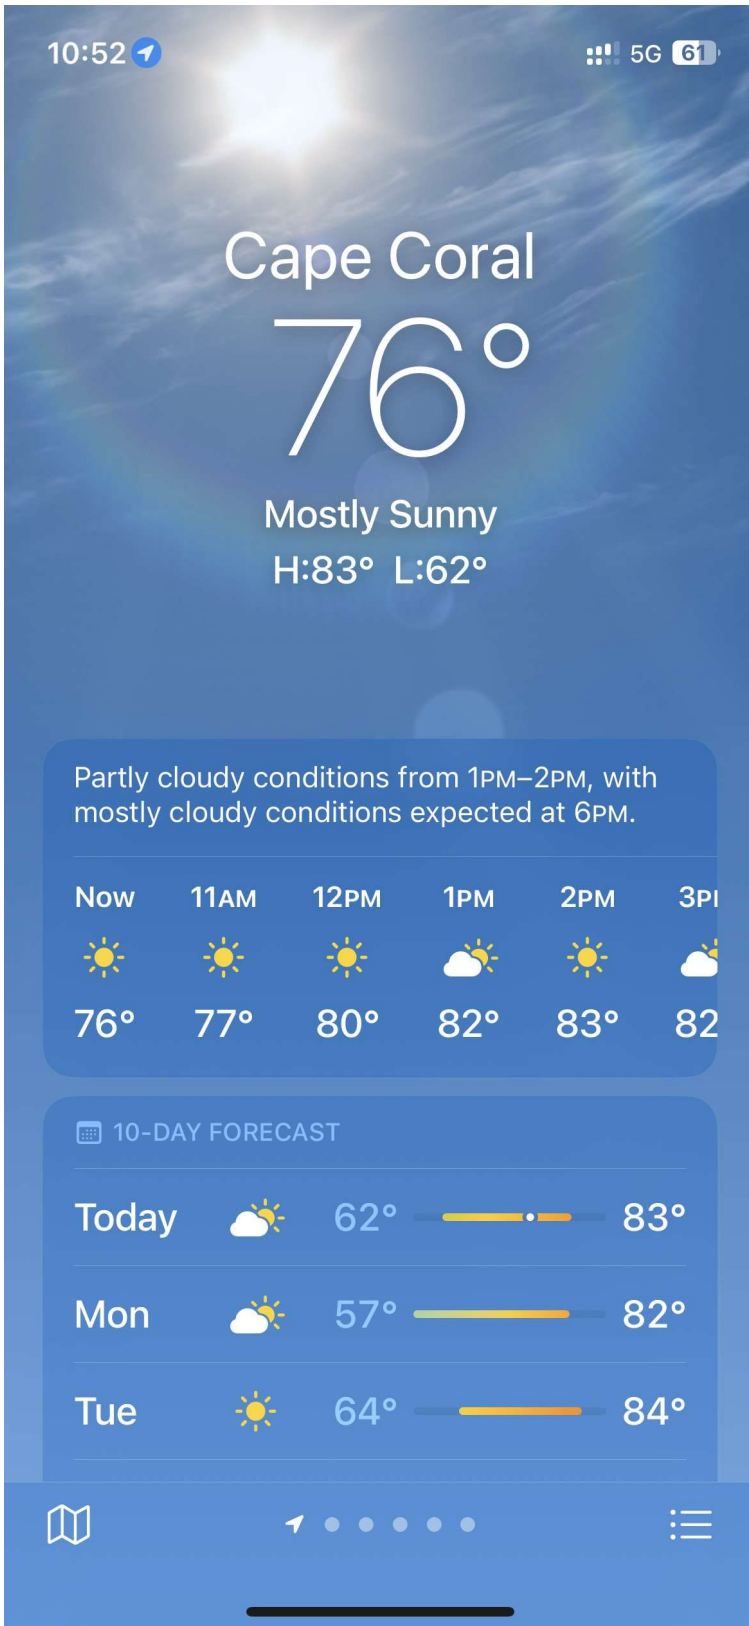 10:52
5G 61
Cape Coral
76°
Mostly Sunny
H:83° L:62°
Partly cloudy conditions from 1PM–2PM, with
mostly cloudy conditions expected at 6PM.
Now 11AM 12PM 1PM 2PM 3P
76° 77° 80° 82° 83° 82
10-DAY FORECAST
Today 62° 83°
Mon 57° 82°
Tue 64° 84°